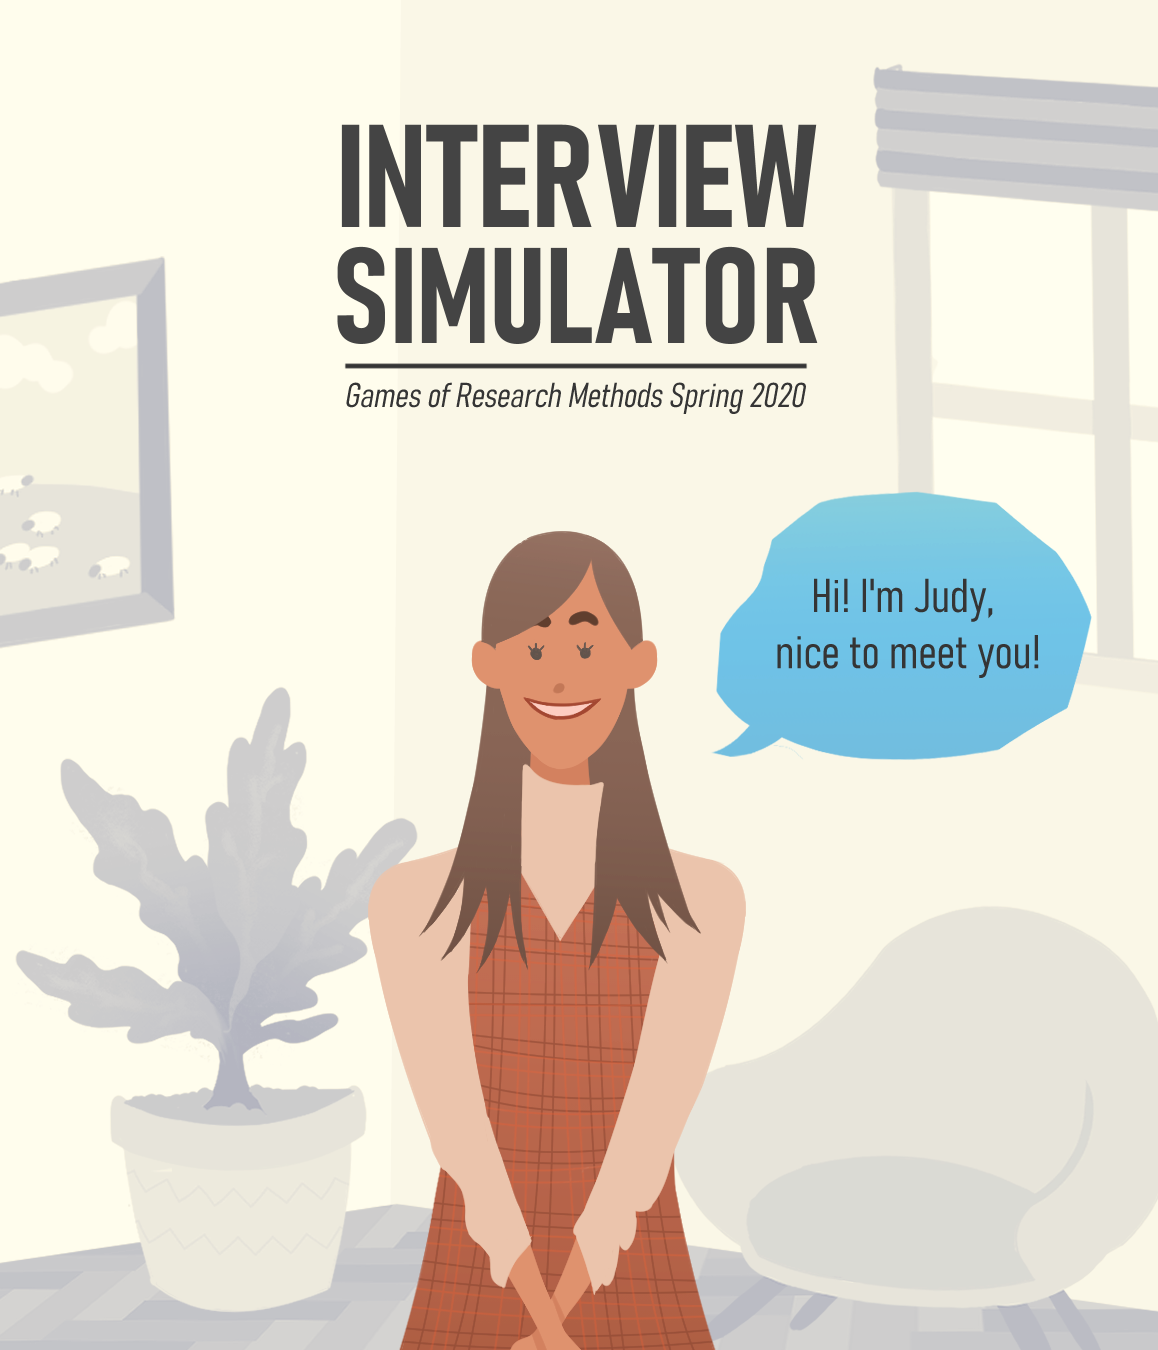 INTERVIEW
SIMULATOR
Games of Research Methods Spring 2020
Hi! I'm Judy,
nice to meet you!